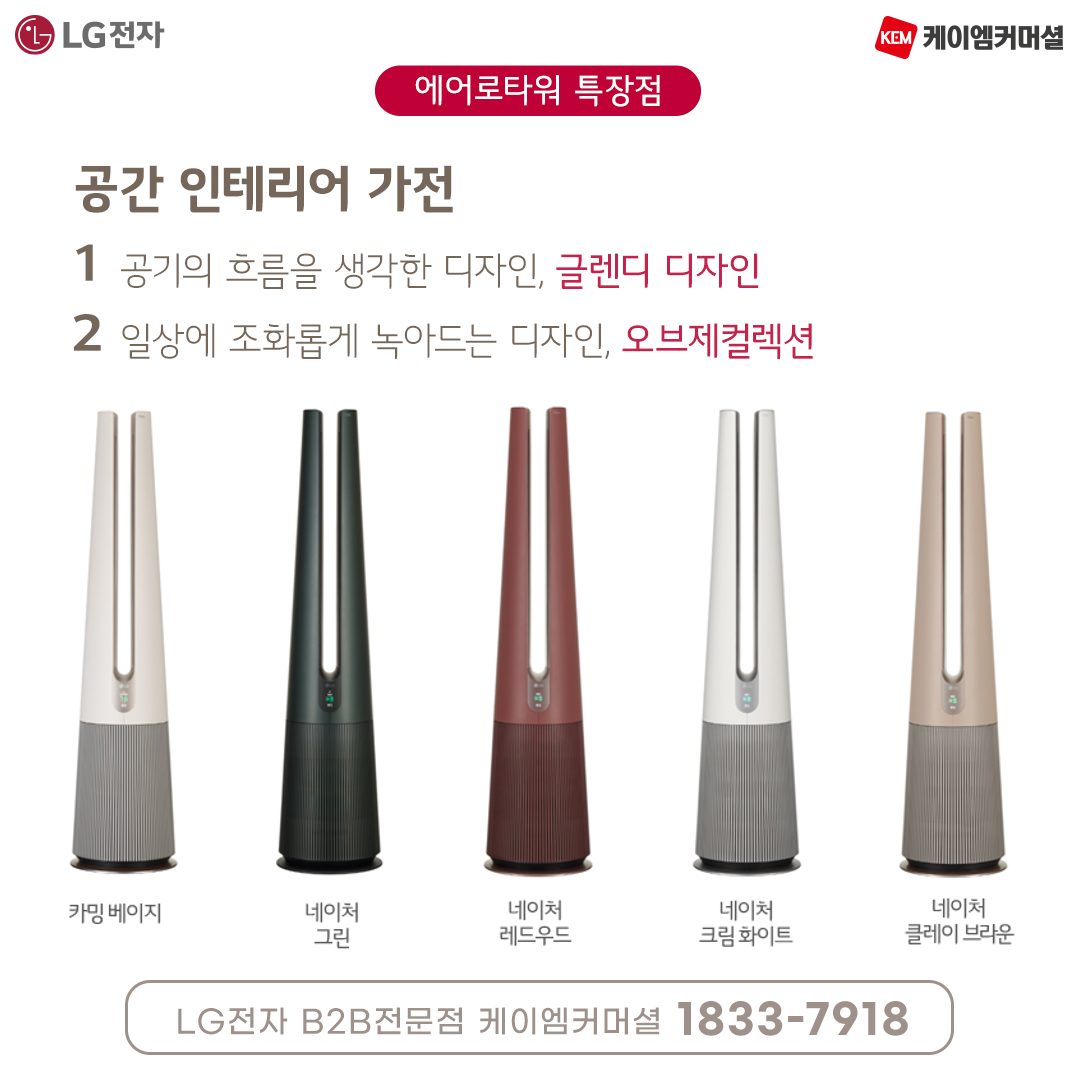 LG전자
KEM 케이엠커머셜
에어로타워 특장점
공간 인테리어 가전
1 공기의 흐름을 생각한 디자인, 글렌디 디자인
2 일상에 조화롭게 녹아드는 디자인, 오브제컬렉션
카밍 베이지
네이처
그린
네이처
레드우드
네이처
크림 화이트
네이처
클레이 브라운
LG전자 B2B전문점 케이엠커머셜 1833-7918